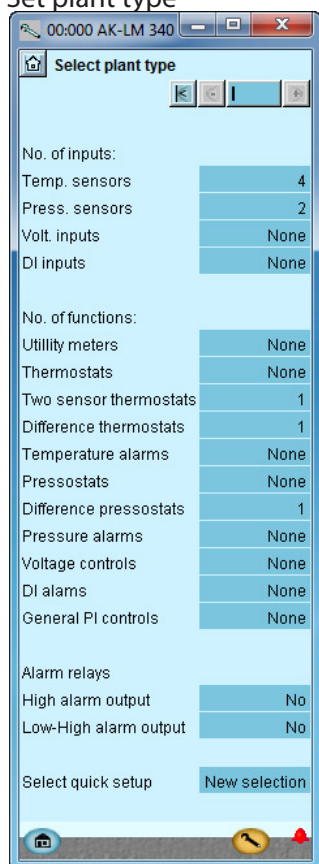 Set plant type
00:000 AK-LM 340
Select plant type
No. of inputs:
Temp. sensors 4
Press. sensors 2
Volt. inputs None
DI inputs None
No. of functions:
Utillity meters None
Thermostats None
Two sensor thermostats 1
Difference thermostats 1
Temperature alarms None
Pressostats None
Difference pressostats 1
Pressure alarms None
Voltage controls None
DI alams None
General PI controls None
Alarm relays
High alarm output No
Low-High alarm output No
Select quick setup New selection